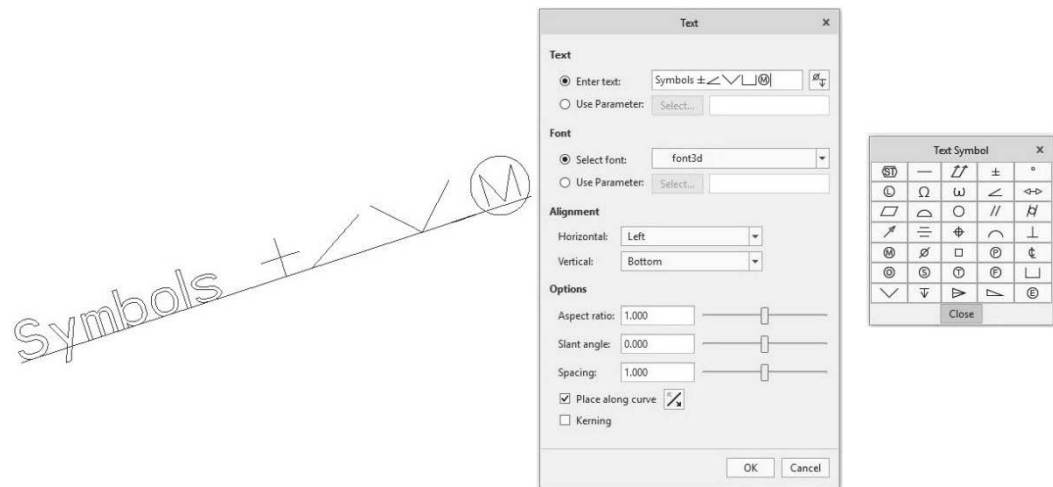 Symbols ± ∠ ⌵ ⌴ Ⓜ
Text ×
Text
Enter text: Symbols ±∠⌵⌴Ⓜ
Use Parameter: Select...
Font
Select font: font3d
Use Parameter: Select...
Alignment
Horizontal: Left
Vertical: Bottom
Options
Aspect ratio: 1.000
Slant angle: 0.000
Spacing: 1.000
Place along curve
Kerning
OK Cancel
Text Symbol ×
ST — ⌰ ± °
Ⓛ Ω ω ∠
▱ ⌓ ○ // ⌭
↗ ⌯ ⌖ ⌒ ⊥
Ⓜ ⌀ □ Ⓟ ℄
Ⓞ Ⓢ Ⓣ Ⓕ ⌴
⌵ ↧ ⌲ ⌳ Ⓔ
Close